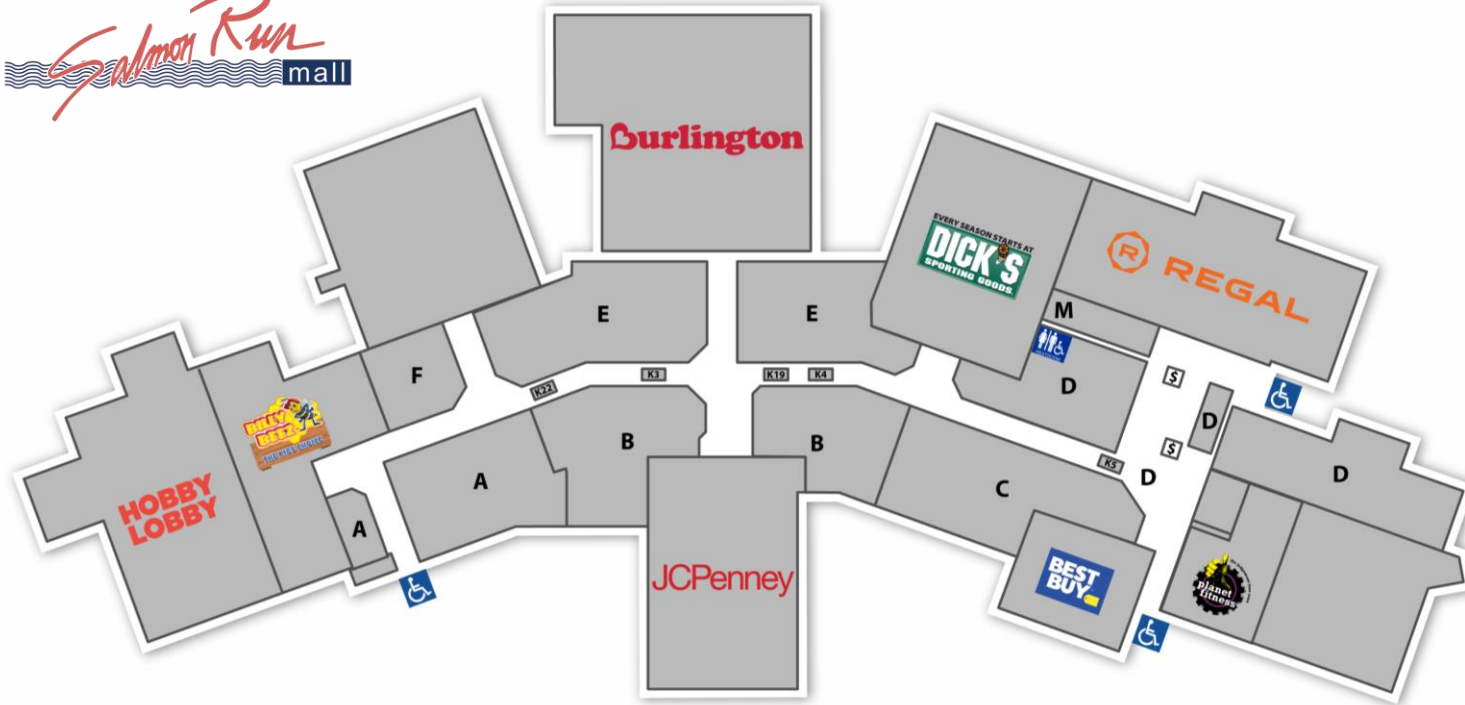 Salmon Run
mall
Burlington
EVERY SEASON STARTS AT
DICK'S
SPORTING GOODS
R REGAL
M
E
E
F
D
K3
K19
K4
K22
$
BILLY
BEEZ
D
B
B
$
D
D
A
C
K5
HOBBY
LOBBY
A
JCPenney
BEST
BUY
planet
fitness